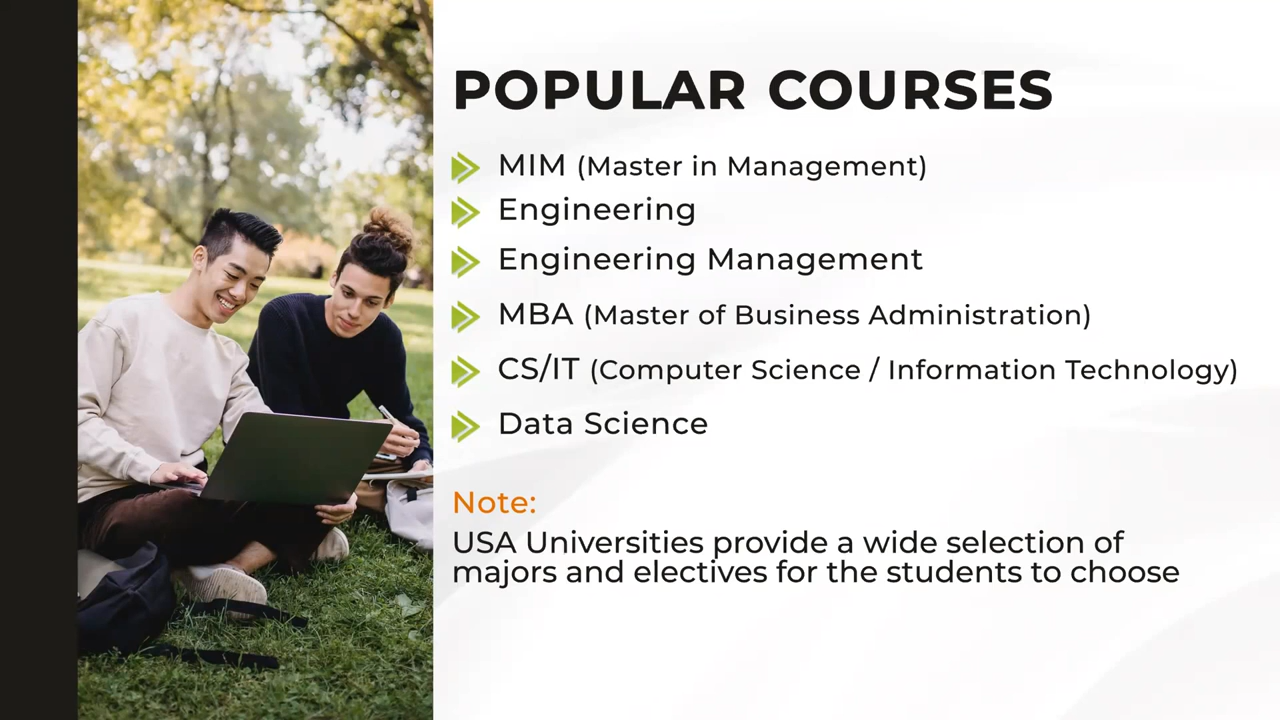 POPULAR COURSES
MIM (Master in Management)
Engineering
Engineering Management
MBA (Master of Business Administration)
CS/IT (Computer Science / Information Technology)
Data Science
Note:
USA Universities provide a wide selection of
majors and electives for the students to choose